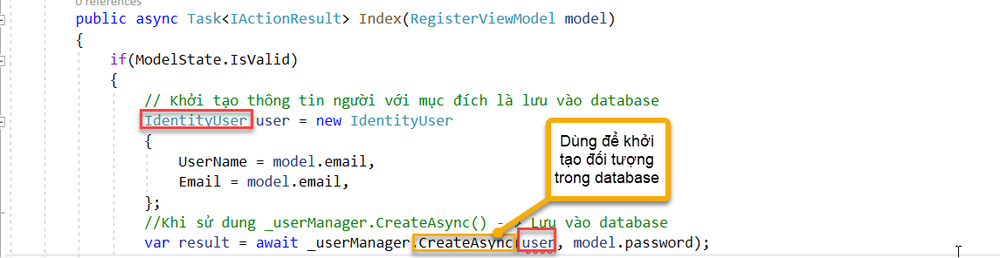 0 references
public async Task<IActionResult> Index(RegisterViewModel model)
{
if(ModelState.IsValid)
{
// Khởi tạo thông tin người với mục đích là lưu vào database
IdentityUser user = new IdentityUser
{
UserName = model.email,
Email = model.email,
};
Dùng để khởi
tạo đối tượng
trong database
//Khi sử dung _userManager.CreateAsync() - > Lưu vào database
var result = await _userManager.CreateAsync(user, model.password);